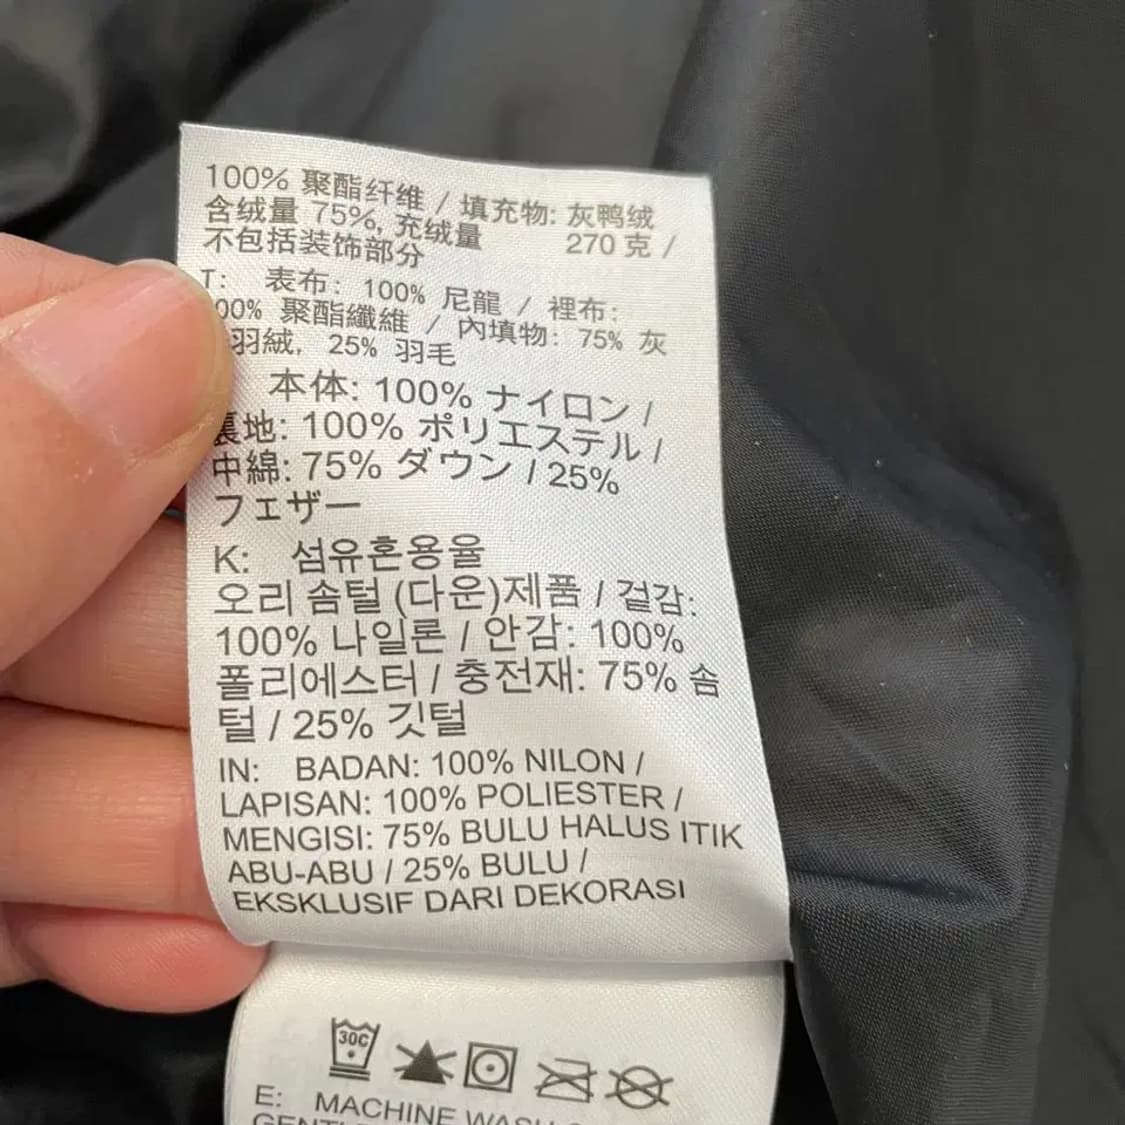 100% 聚酯纤维 / 填充物: 灰鸭绒
含绒量 75%, 充绒量 270 克 /
不包括装饰部分
T: 表布: 100% 尼龍 / 裡布:
00% 聚酯纖維 / 內填物: 75% 灰
羽絨, 25% 羽毛
本体: 100% ナイロン /
裏地: 100% ポリエステル /
中綿: 75% ダウン / 25%
フェザー
K: 섬유혼용율
오리 솜털 (다운)제품 / 겉감:
100% 나일론 / 안감: 100%
폴리에스터 / 충전재: 75% 솜
털 / 25% 깃털
IN: BADAN: 100% NILON /
LAPISAN: 100% POLIESTER /
MENGISI: 75% BULU HALUS ITIK
ABU-ABU / 25% BULU /
EKSKLUSIF DARI DEKORASI
30C
E: MACHINE WASH